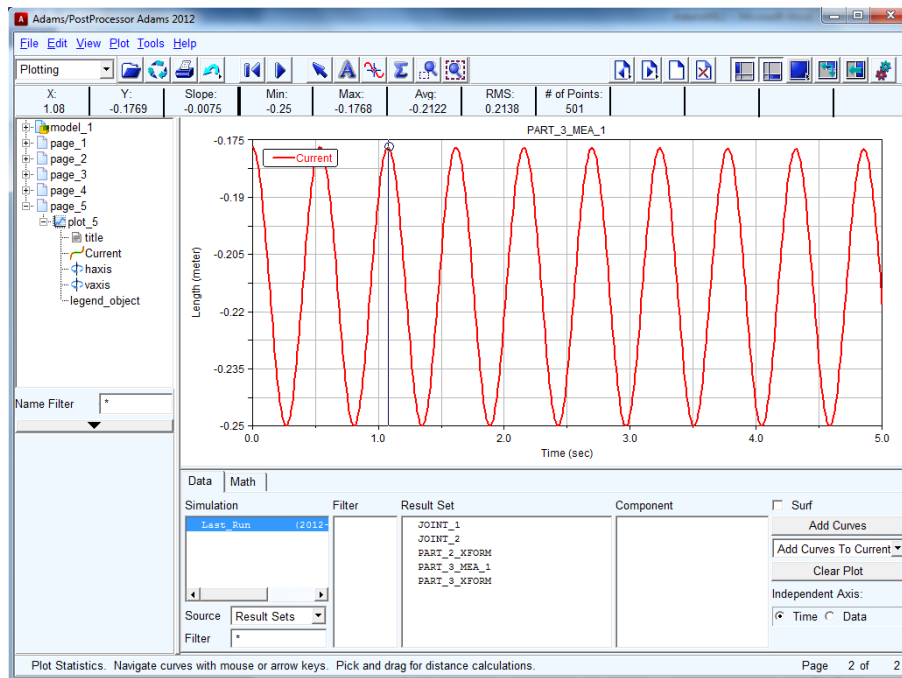 Adams/PostProcessor Adams 2012
File Edit View Plot Tools Help
Plotting
X: Y: Slope: Min: Max: Avg: RMS: # of Points:
1.08 -0.1769 -0.0075 -0.25 -0.1768 -0.2122 0.2138 501
model_1
page_1
page_2
page_3
page_4
page_5
plot_5
title
Current
haxis
vaxis
legend_object
Name Filter *
PART_3_MEA_1
Current
Length (meter)
-0.175
-0.19
-0.205
-0.22
-0.235
-0.25
0.0 1.0 2.0 3.0 4.0 5.0
Time (sec)
Data Math
Simulation Filter Result Set Component Surf
Last_Run (2012-
JOINT_1
JOINT_2
PART_2_XFORM
PART_3_MEA_1
PART_3_XFORM
Add Curves
Add Curves To Current
Clear Plot
Independent Axis:
Time Data
Source Result Sets
Filter *
Plot Statistics. Navigate curves with mouse or arrow keys. Pick and drag for distance calculations. Page 2 of 2